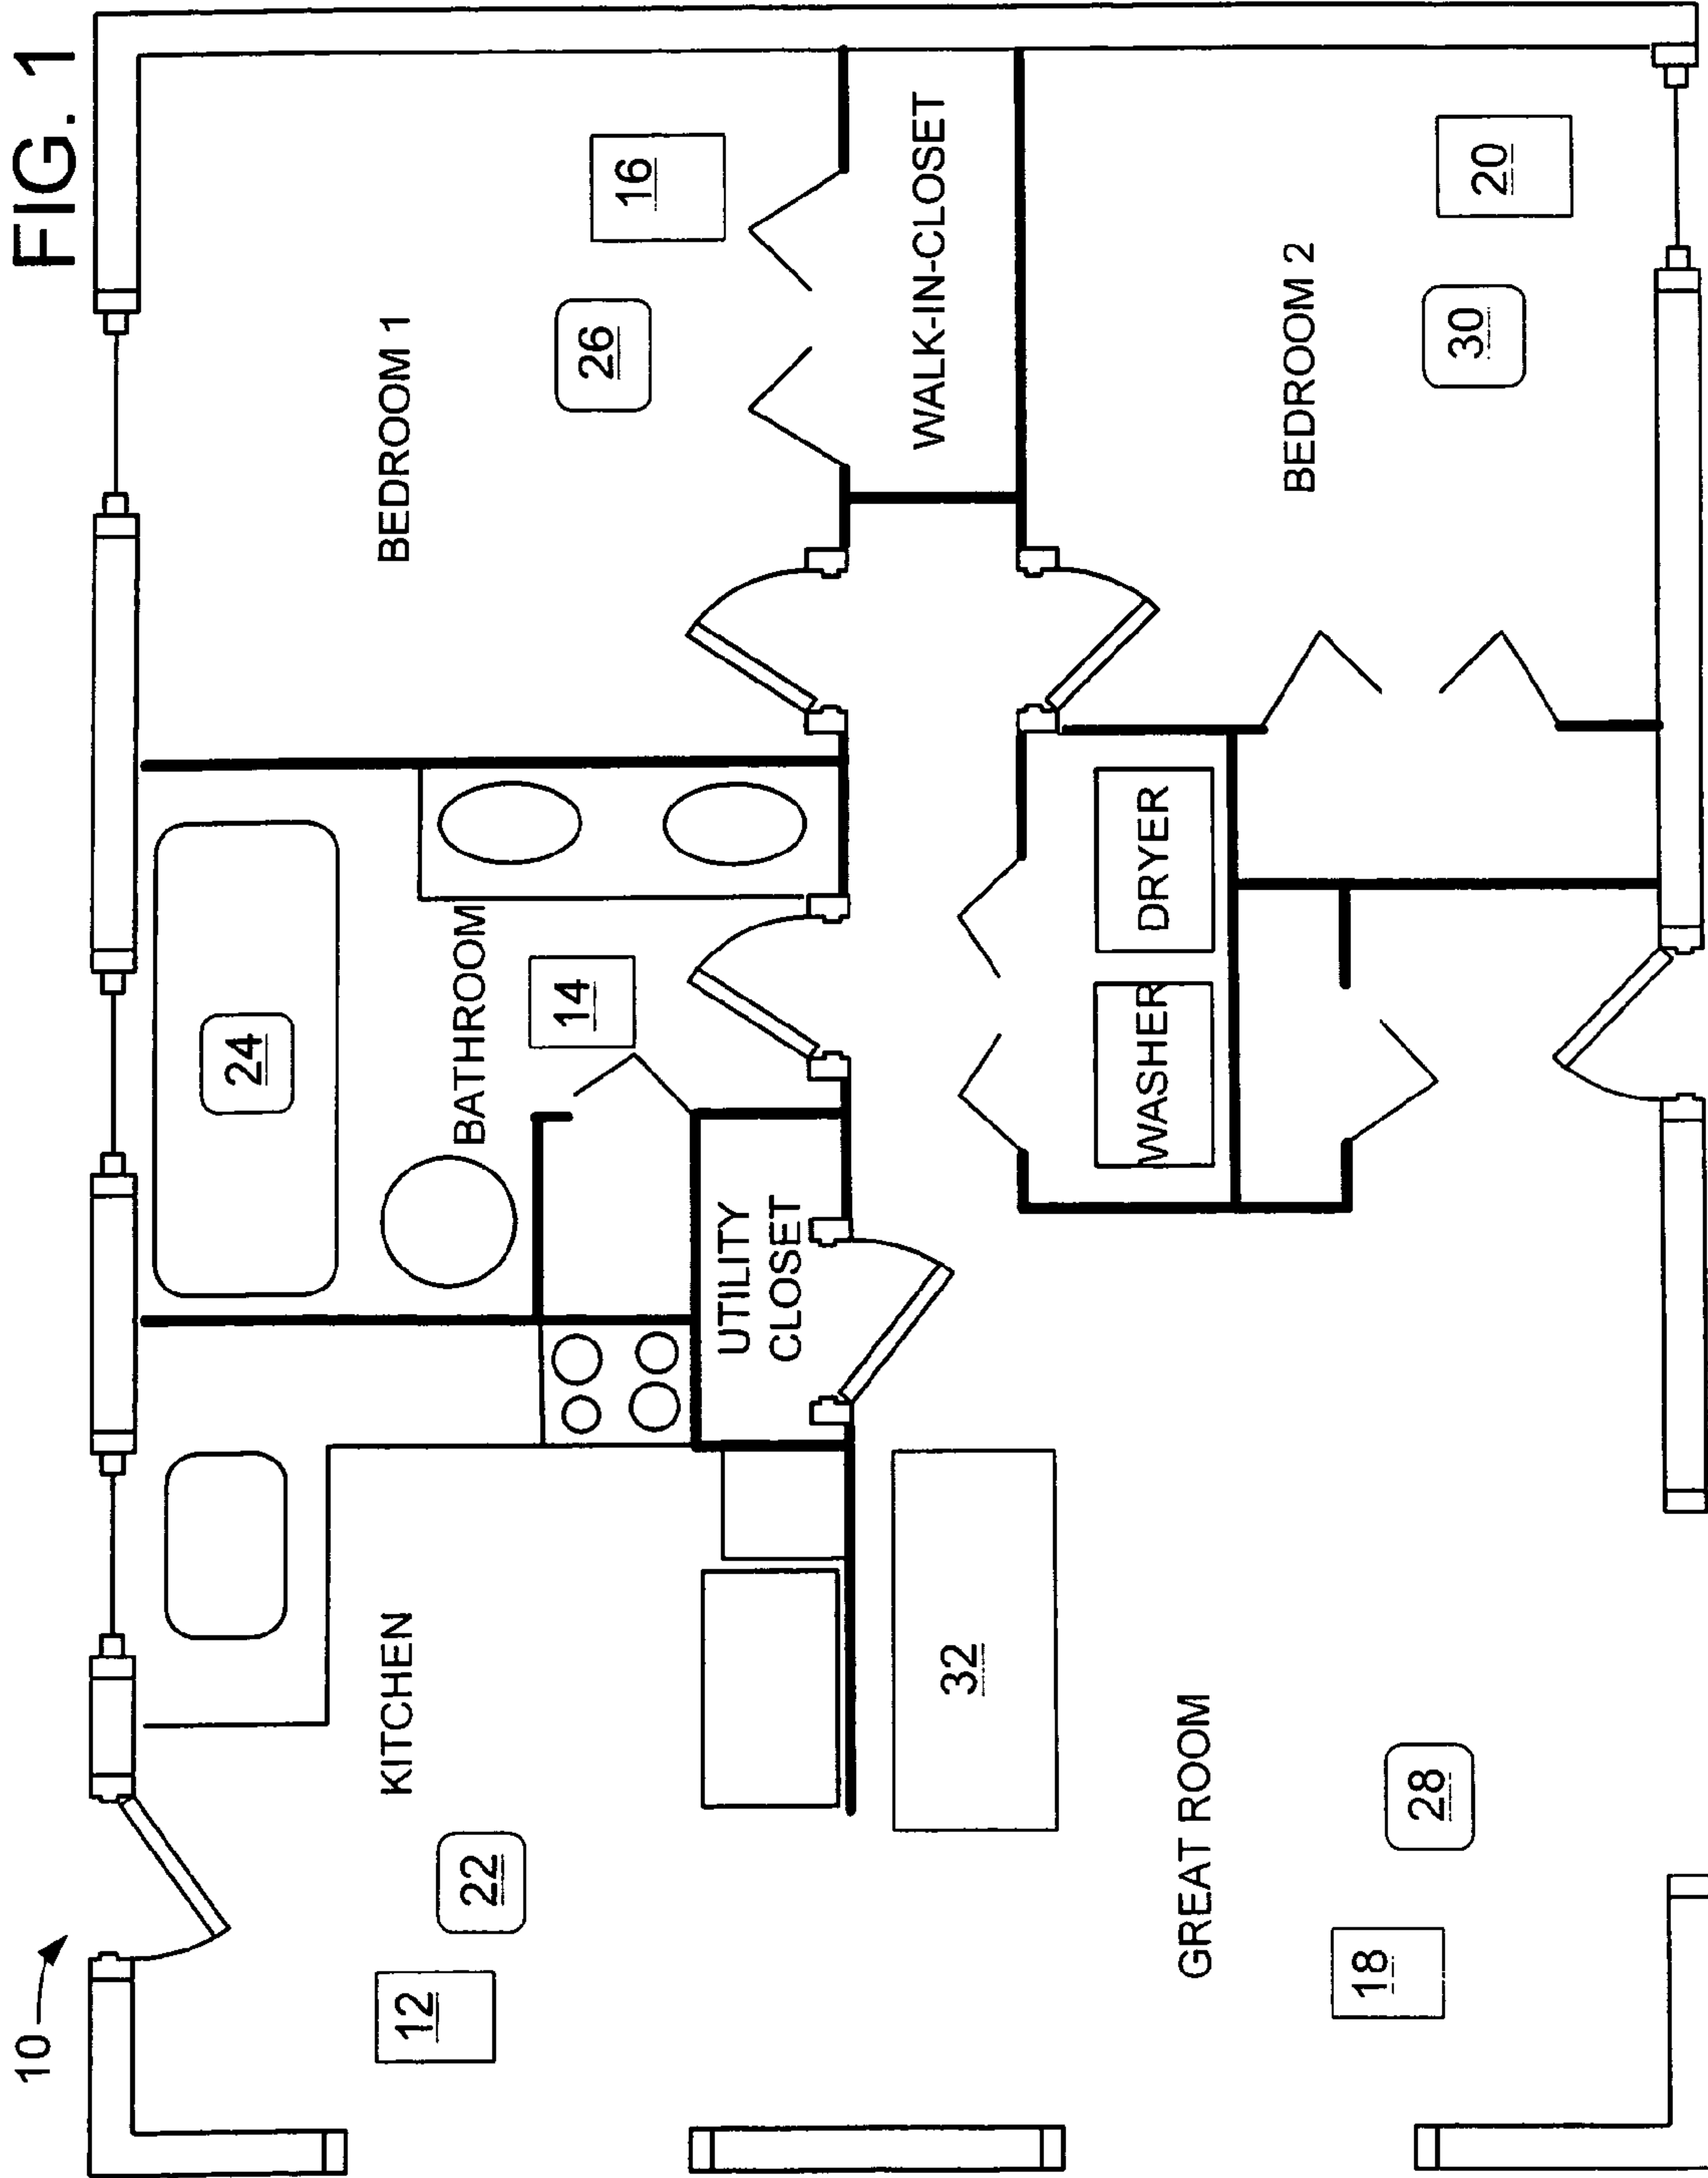 FIG. 1
10
12
22
KITCHEN
24
BATHROOM
14
BEDROOM 1
26
16
UTILITY
CLOSET
WALK-IN-CLOSET
32
WASHER
DRYER
GREAT ROOM
18
28
BEDROOM 2
30
20